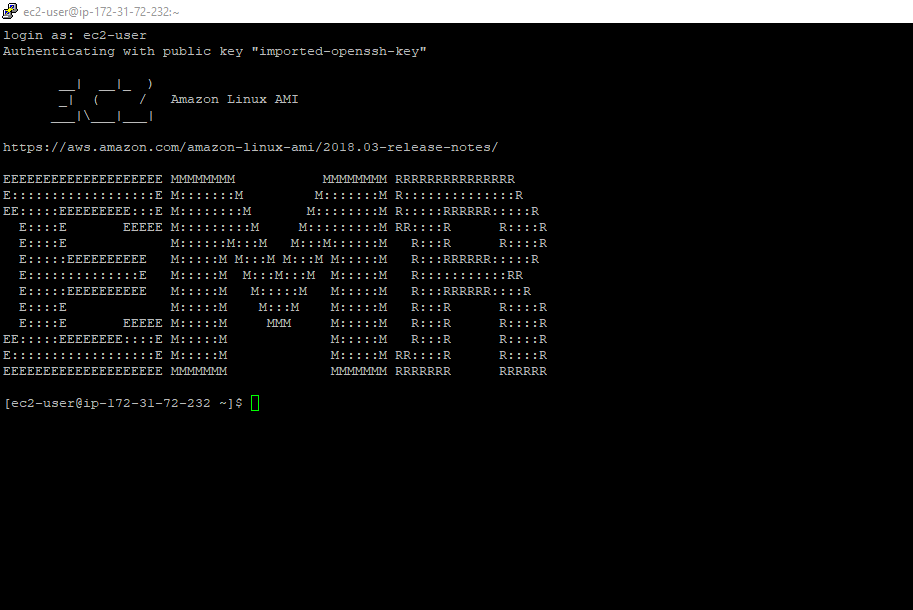 ec2-user@ip-172-31-72-232:~
login as: ec2-user
Authenticating with public key "imported-openssh-key"
       __|  __|_  )
       _|  (     /   Amazon Linux AMI
      ___|\___|___|
https://aws.amazon.com/amazon-linux-ami/2018.03-release-notes/
EEEEEEEEEEEEEEEEEEEE MMMMMMMM           MMMMMMMM RRRRRRRRRRRRRRR
E::::::::::::::::::E M:::::::M         M:::::::M R::::::::::::::R
EE:::::EEEEEEEEE:::E M::::::::M       M::::::::M R:::::RRRRRR:::::R
  E::::E       EEEEE M:::::::::M     M:::::::::M RR::::R      R::::R
  E::::E             M::::::M:::M   M:::M::::::M   R:::R      R::::R
  E:::::EEEEEEEEEE   M:::::M M:::M M:::M M:::::M   R:::RRRRRR:::::R
  E::::::::::::::E   M:::::M  M:::M:::M  M:::::M   R:::::::::::RR
  E:::::EEEEEEEEEE   M:::::M   M:::::M   M:::::M   R:::RRRRRR::::R
  E::::E             M:::::M    M:::M    M:::::M   R:::R      R::::R
  E::::E       EEEEE M:::::M     MMM     M:::::M   R:::R      R::::R
EE:::::EEEEEEEE::::E M:::::M             M:::::M   R:::R      R::::R
E::::::::::::::::::E M:::::M             M:::::M RR::::R      R::::R
EEEEEEEEEEEEEEEEEEEE MMMMMMM             MMMMMMM RRRRRRR      RRRRRR
[ec2-user@ip-172-31-72-232 ~]$